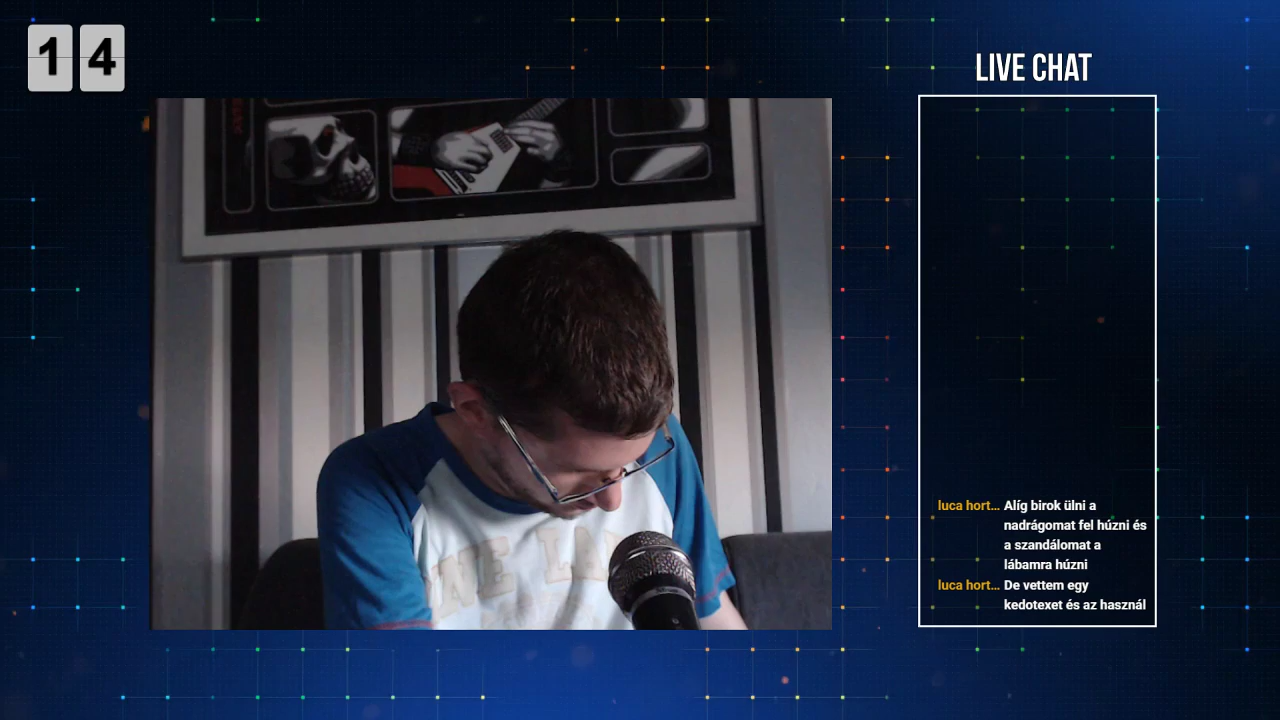 14
LIVE CHAT
luca hort... Alíg birok ülni a
nadrágomat fel húzni és
a szandálomat a
lábamra húzni
luca hort... De vettem egy
kedotexet és az használ